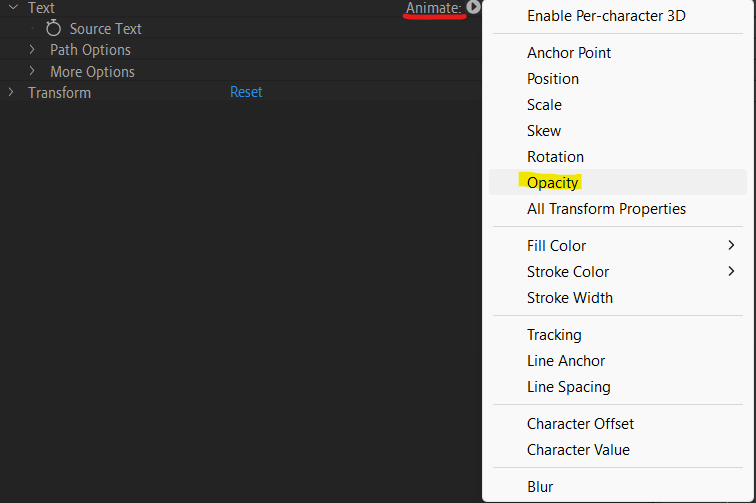 Text Animate:
Source Text
Path Options
More Options
Transform Reset
Enable Per-character 3D
Anchor Point
Position
Scale
Skew
Rotation
Opacity
All Transform Properties
Fill Color
Stroke Color
Stroke Width
Tracking
Line Anchor
Line Spacing
Character Offset
Character Value
Blur